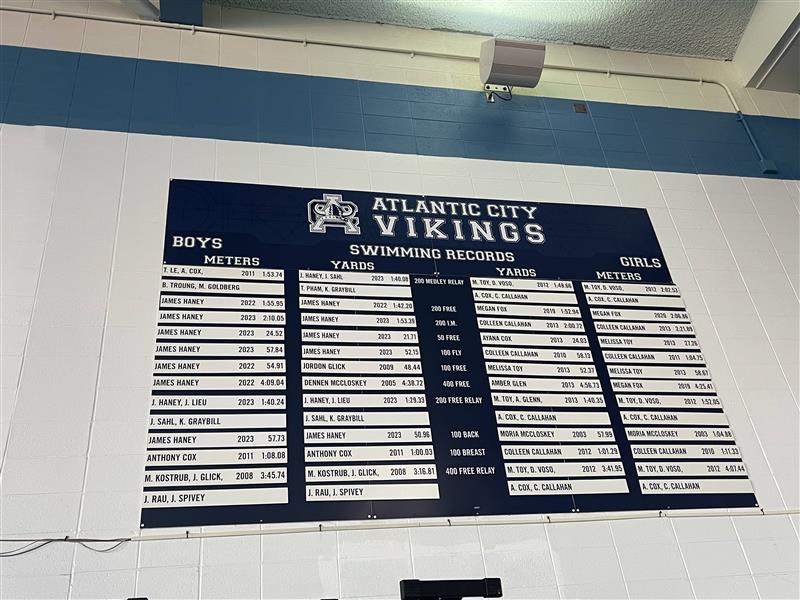 ATLANTIC CITY
VIKINGS
SWIMMING RECORDS
BOYS
GIRLS
METERS YARDS YARDS METERS
T. LE, A. COX, 2011 1:53.74 J. HANEY, J. SAHL 2023 1:40.08 200 MEDLEY RELAY M. TOY, D. VOSO, 2012 1:48.66 M. TOY, D. VOSO, 2012 2:02.53
B. TROUNG, M. GOLDBERG T. PHAM, K. GRAYBILL A. COX, C. CALLAHAN A. COX, C. CALLAHAN
JAMES HANEY 2022 1:55.95 JAMES HANEY 2022 1:42.20 200 FREE MEGAN FOX 2019 1:52.94 MEGAN FOX 2020 2:06.86
JAMES HANEY 2023 2:10.05 JAMES HANEY 2023 1:53.39 200 I.M. COLLEEN CALLAHAN 2013 2:00.72 COLLEEN CALLAHAN 2013 2:21.89
JAMES HANEY 2023 24.52 JAMES HANEY 2023 21.71 50 FREE AYANA COX 2013 24.03 MELISSA TOY 2013 27.26
JAMES HANEY 2023 57.84 JAMES HANEY 2023 52.15 100 FLY COLLEEN CALLAHAN 2010 58.13 COLLEEN CALLAHAN 2011 1:04.75
JAMES HANEY 2022 54.91 JORDON GLICK 2009 48.44 100 FREE MELISSA TOY 2013 52.37 MELISSA TOY 2013 58.67
JAMES HANEY 2022 4:09.04 DENNEN MCCLOSKEY 2005 4:38.72 400 FREE AMBER GLEN 2013 4:56.73 MEGAN FOX 2019 4:25.41
J. HANEY, J. LIEU 2023 1:40.24 J. HANEY, J. LIEU 2023 1:29.33 200 FREE RELAY M. TOY, A. GLENN, 2013 1:40.35 M. TOY, D. VOSO, 2012 1:52.05
J. SAHL, K. GRAYBILL J. SAHL, K. GRAYBILL A. COX, C. CALLAHAN A. COX, C. CALLAHAN
JAMES HANEY 2023 57.73 JAMES HANEY 2023 50.96 100 BACK MORIA MCCLOSKEY 2003 57.99 MORIA MCCLOSKEY 2003 1:04.88
ANTHONY COX 2011 1:08.08 ANTHONY COX 2011 1:00.03 100 BREAST COLLEEN CALLAHAN 2012 1:01.29 COLLEEN CALLAHAN 2010 1:11.33
M. KOSTRUB, J. GLICK, 2008 3:45.74 M. KOSTRUB, J. GLICK, 2008 3:16.81 400 FREE RELAY M. TOY, D. VOSO, 2012 3:41.95 M. TOY, D. VOSO, 2012 4:07.44
J. RAU, J. SPIVEY J. RAU, J. SPIVEY A. COX, C. CALLAHAN A. COX, C. CALLAHAN